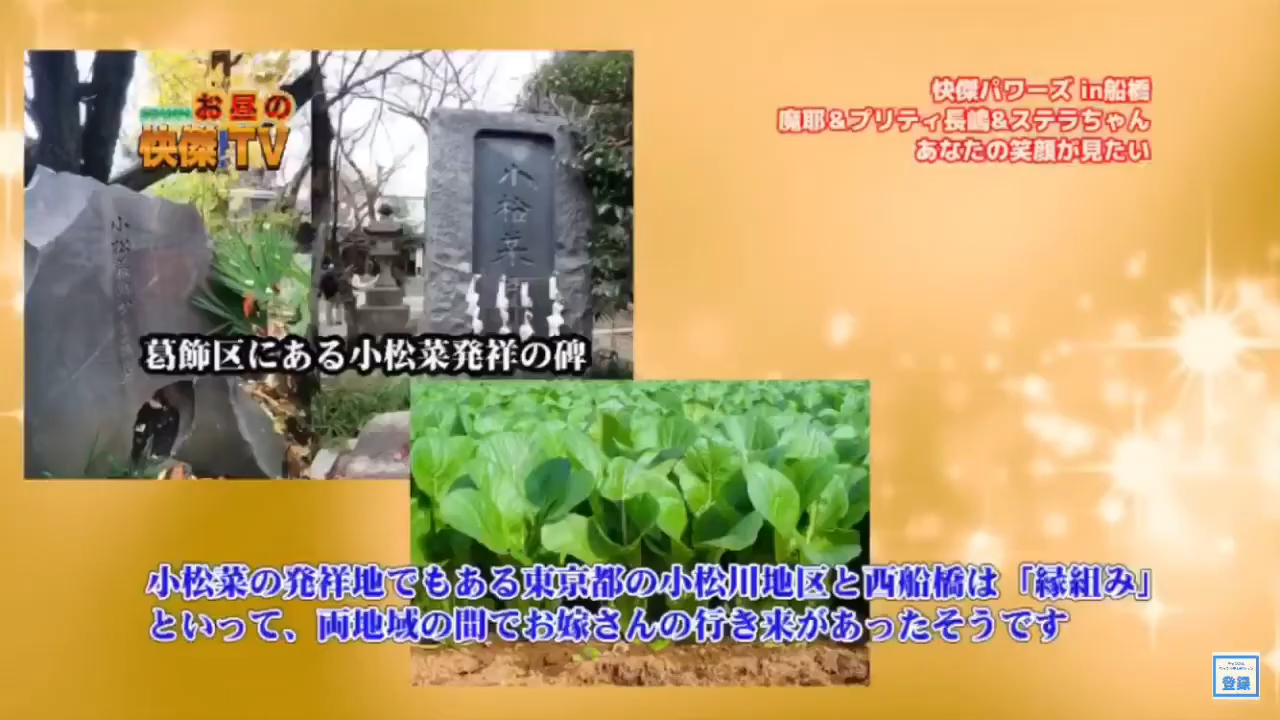 お昼の
快傑!TV
快傑パワーズ in船橋
魔耶&プリティ長嶋&ステラちゃん
あなたの笑顔が見たい
小松菜
小松菜
葛飾区にある小松菜発祥の碑
小松菜の発祥地でもある東京都の小松川地区と西船橋は「縁組み」
といって、両地域の間でお嫁さんの行き来があったそうです
登録